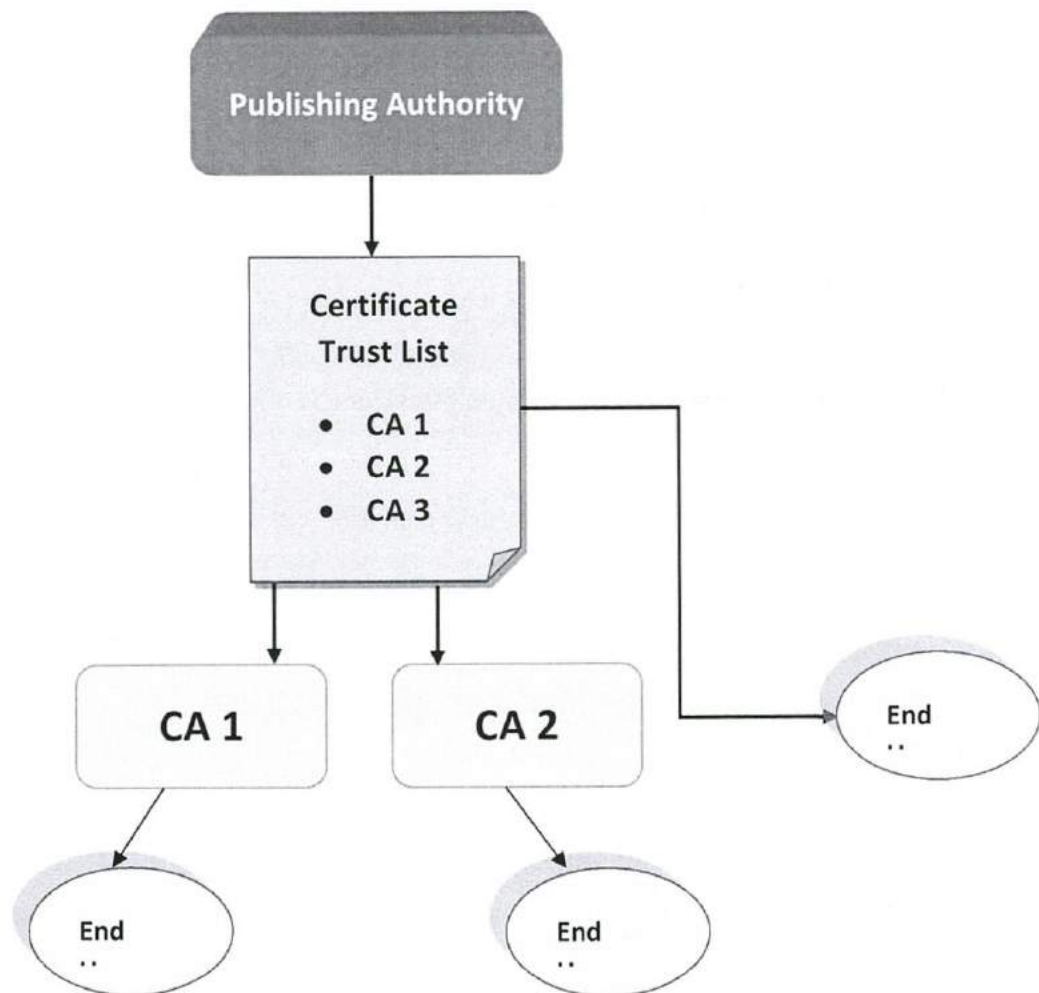 Publishing Authority
Certificate
Trust List
• CA 1
• CA 2
• CA 3
CA 1
CA 2
End
End
End